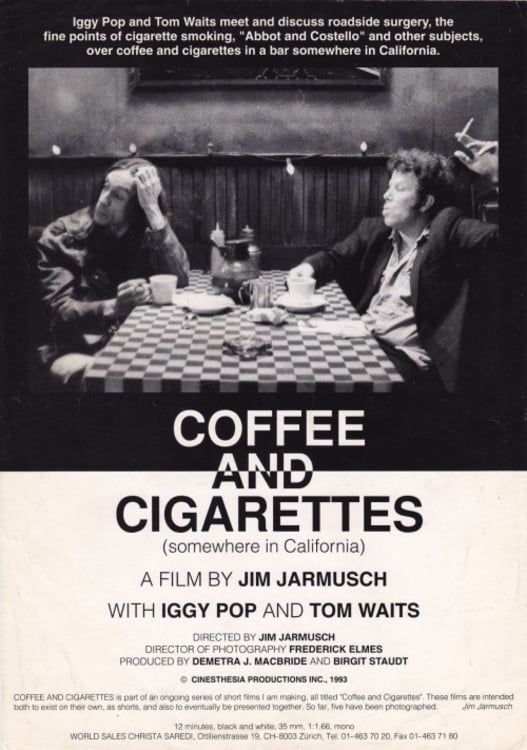 Iggy Pop and Tom Waits meet and discuss roadside surgery, the
fine points of cigarette smoking, "Abbot and Costello" and other subjects,
over coffee and cigarettes in a bar somewhere in California.
COFFEE
AND
CIGARETTES
(somewhere in California)
A FILM BY JIM JARMUSCH
WITH IGGY POP AND TOM WAITS
DIRECTED BY JIM JARMUSCH
DIRECTOR OF PHOTOGRAPHY FREDERICK ELMES
PRODUCED BY DEMETRA J. MACBRIDE AND BIRGIT STAUDT
© CINESTHESIA PRODUCTIONS INC., 1993
COFFEE AND CIGARETTES is part of an ongoing series of short films I am making, all titled "Coffee and Cigarettes". These films are intended
both to exist on their own, as shorts, and also to eventually be presented together. So far, five have been photographed. Jim Jarmusch
12 minutes, black and white, 35 mm, 1:1.66, mono
WORLD SALES CHRISTA SAREDI, Ottilienstrasse 19, CH-8003 Zürich, Tel. 01-463 70 20, Fax 01-463 71 80